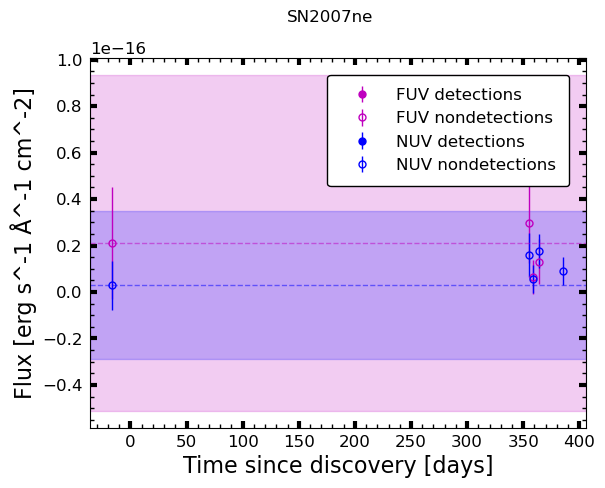 SN2007ne
1e−16
1.0
0.8
0.6
0.4
0.2
0.0
−0.2
−0.4
Flux [erg s^-1 Å^-1 cm^-2]
FUV detections
FUV nondetections
NUV detections
NUV nondetections
0 50 100 150 200 250 300 350 400
Time since discovery [days]